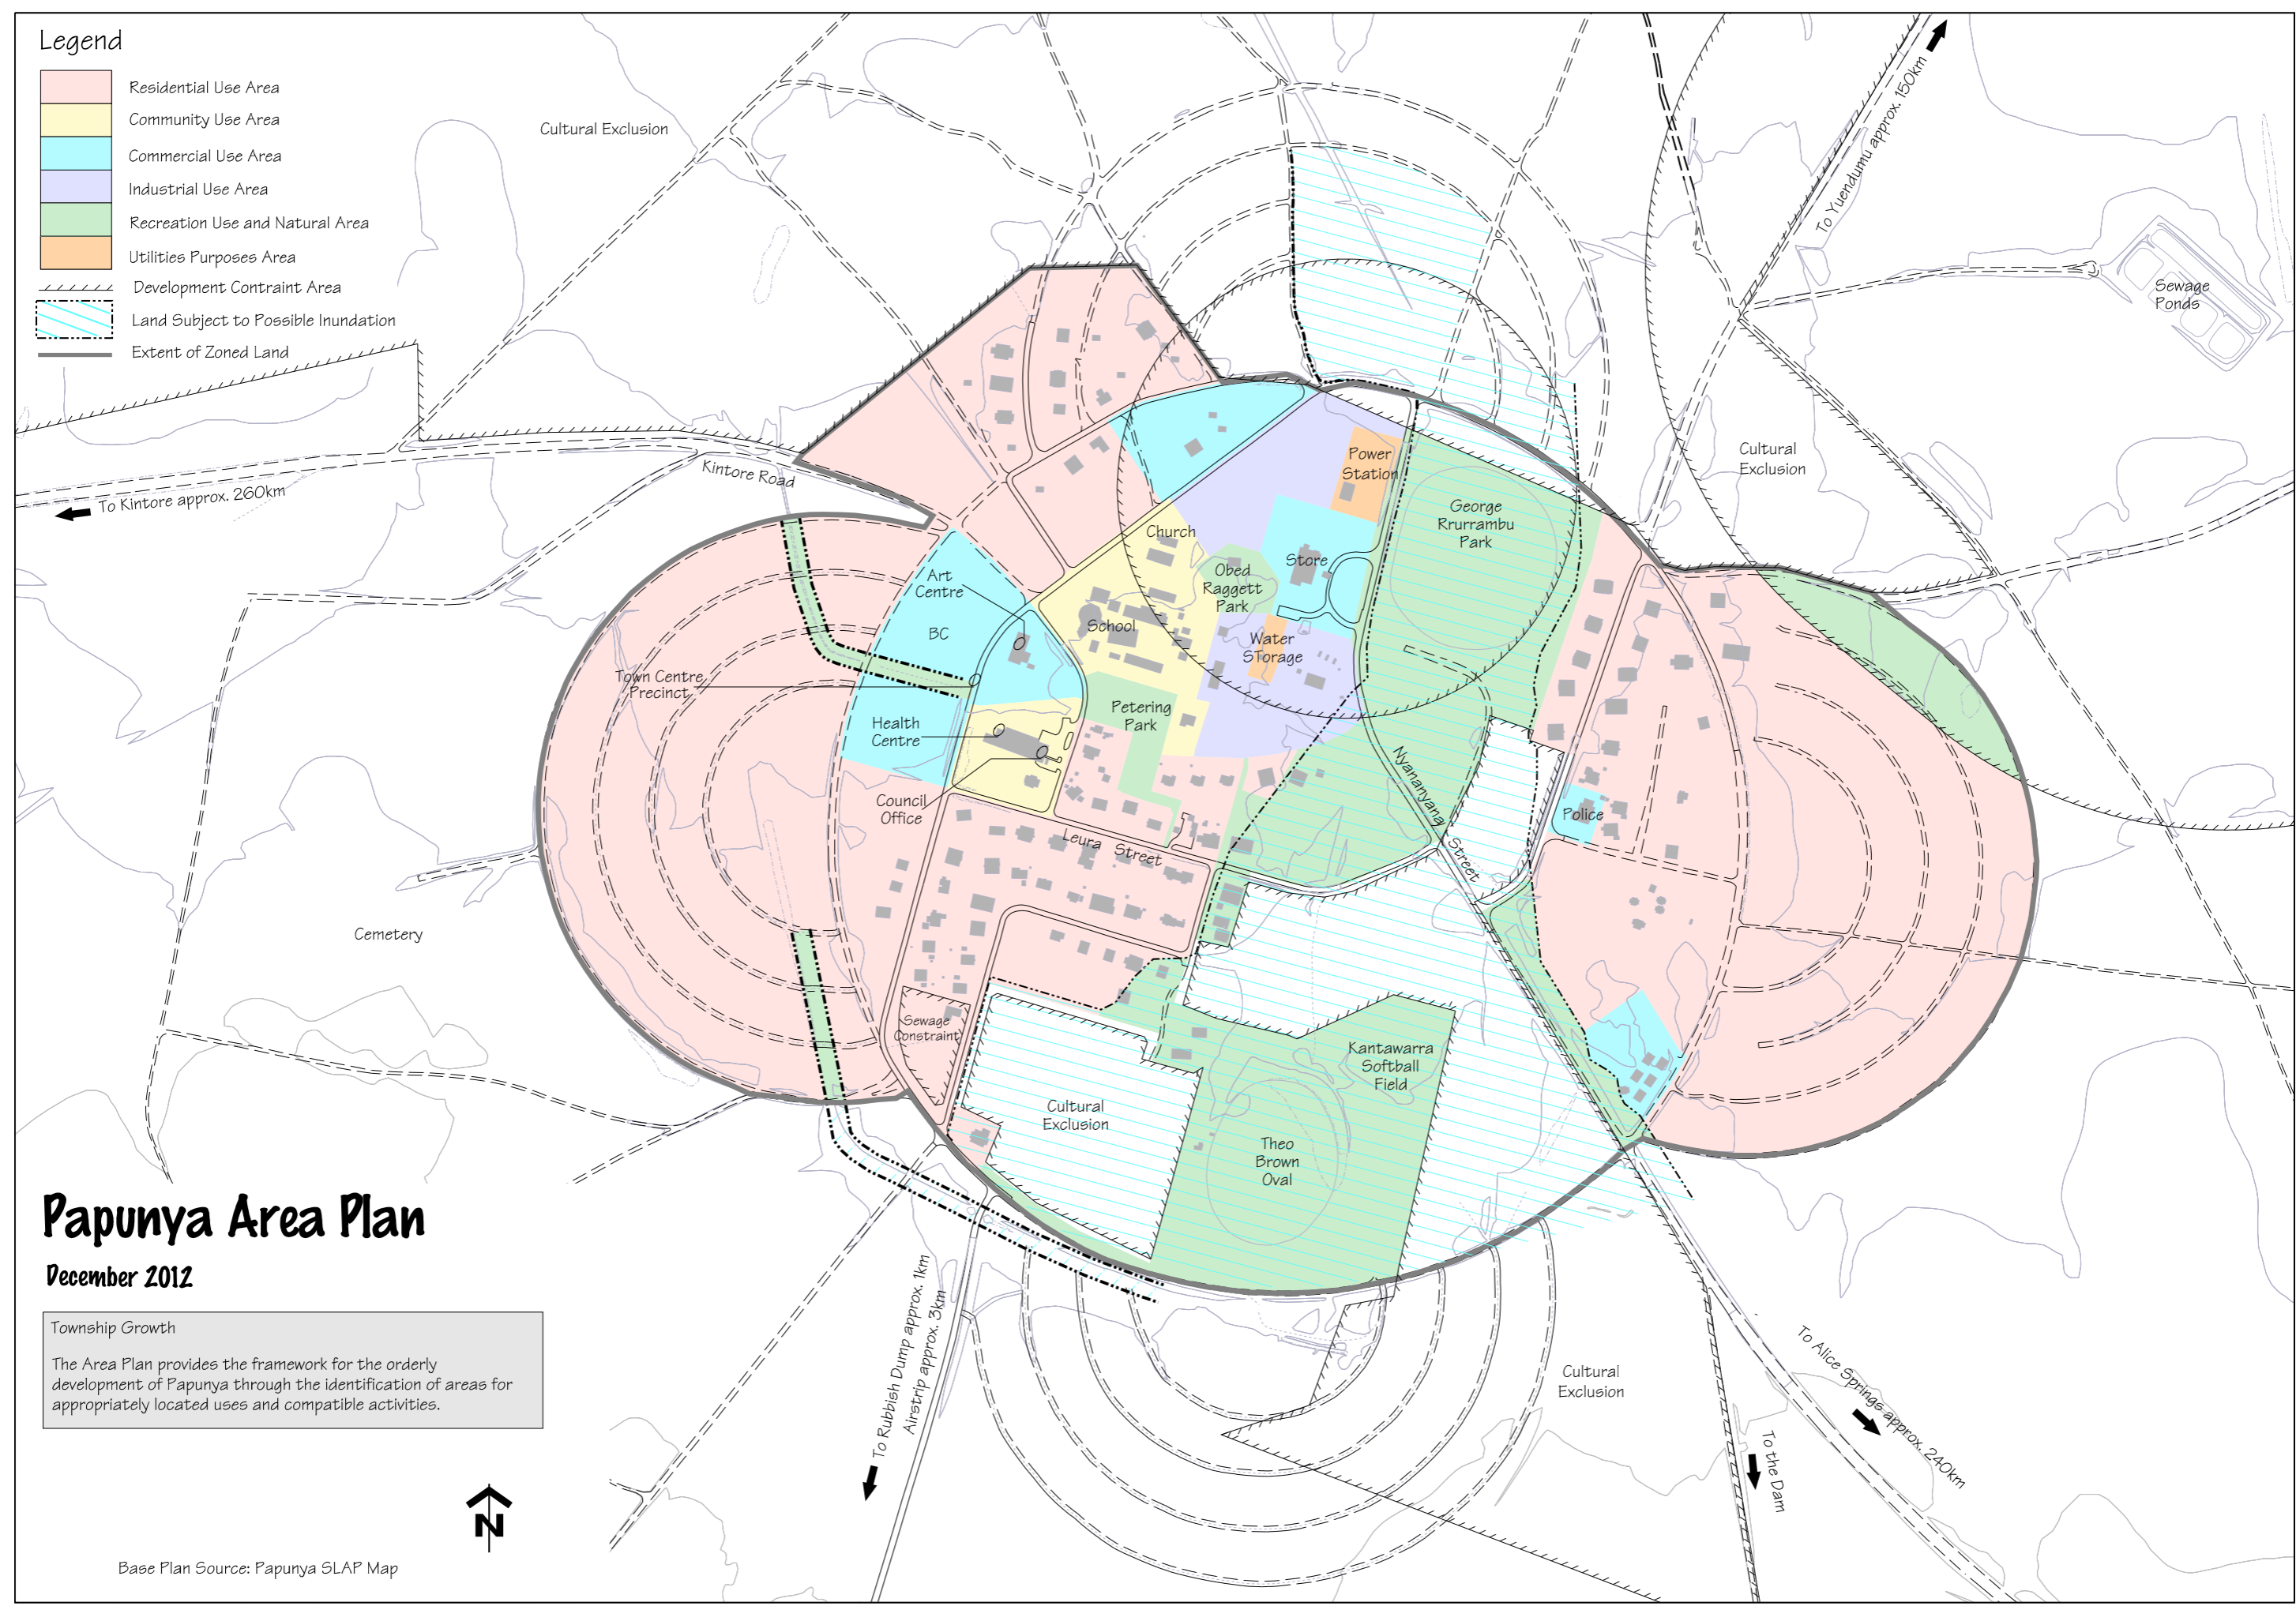 Legend
Residential Use Area
Community Use Area
Commercial Use Area
Industrial Use Area
Recreation Use and Natural Area
Utilities Purposes Area
Development Contraint Area
Land Subject to Possible Inundation
Extent of Zoned Land
Cultural Exclusion
To Yuendumu approx. 150km
Sewage
Ponds
Cultural
Exclusion
Kintore Road
To Kintore approx. 260km
Power
Station
George
Rrurrambu
Park
Church
Store
Obed
Raggett
Park
Art
Centre
BC
School
Water
STorage
Town Centre
Precinct
Petering
Park
Health
Centre
Nyananyana Street
Council
Office
Leura Street
Police
Cemetery
Sewage
Constraint
Kantawarra
Softball
Field
Cultural
Exclusion
Theo
Brown
Oval
Papunya Area Plan
December 2012
Township Growth
The Area Plan provides the framework for the orderly
development of Papunya through the identification of areas for
appropriately located uses and compatible activities.
To Rubbish Dump approx. 1km
Airstrip approx. 3km
Cultural
Exclusion
To Alice Springs approx. 240km
To the Dam
N
Base Plan Source: Papunya SLAP Map